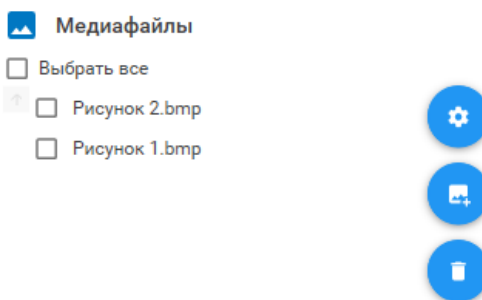 Медиафайлы
Выбрать все
Рисунок 2.bmp
Рисунок 1.bmp